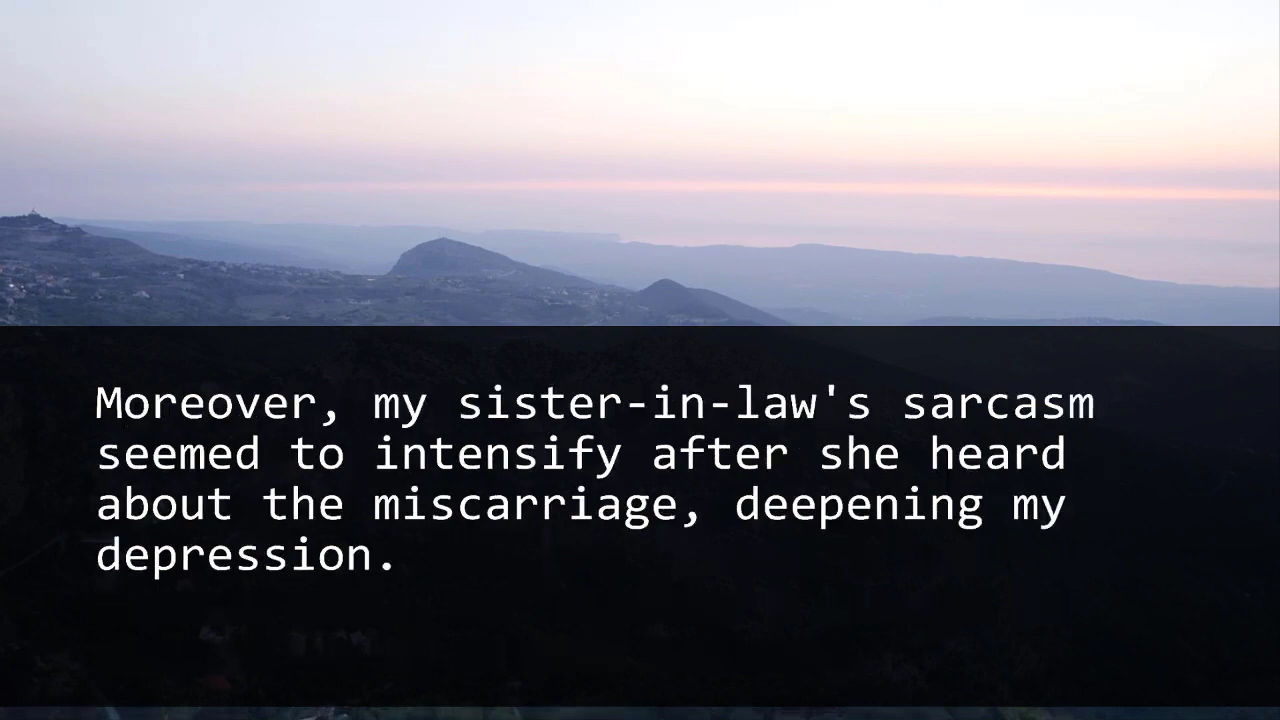 Moreover, my sister-in-law's sarcasm
seemed to intensify after she heard
about the miscarriage, deepening my
depression.